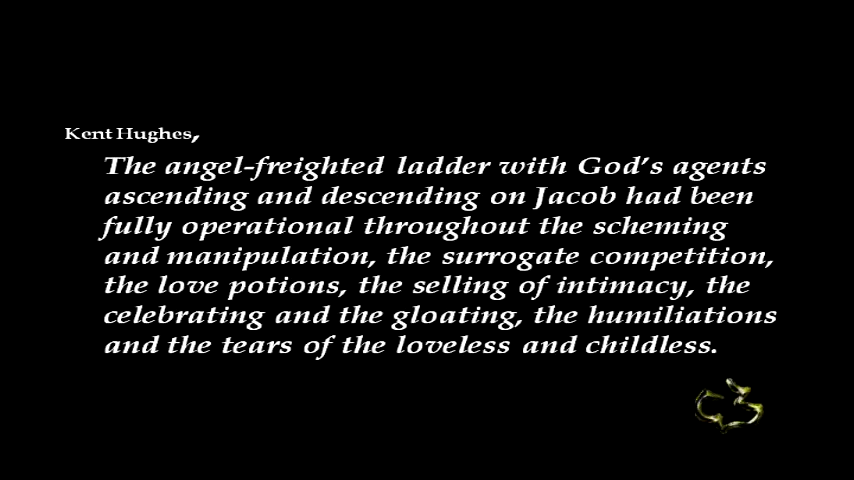 Kent Hughes,
The angel-freighted ladder with God's agents
ascending and descending on Jacob had been
fully operational throughout the scheming
and manipulation, the surrogate competition,
the love potions, the selling of intimacy, the
celebrating and the gloating, the humiliations
and the tears of the loveless and childless.